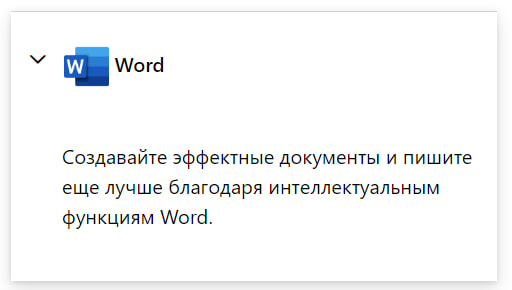 W Word
Создавайте эффектные документы и пишите
еще лучше благодаря интеллектуальным
функциям Word.